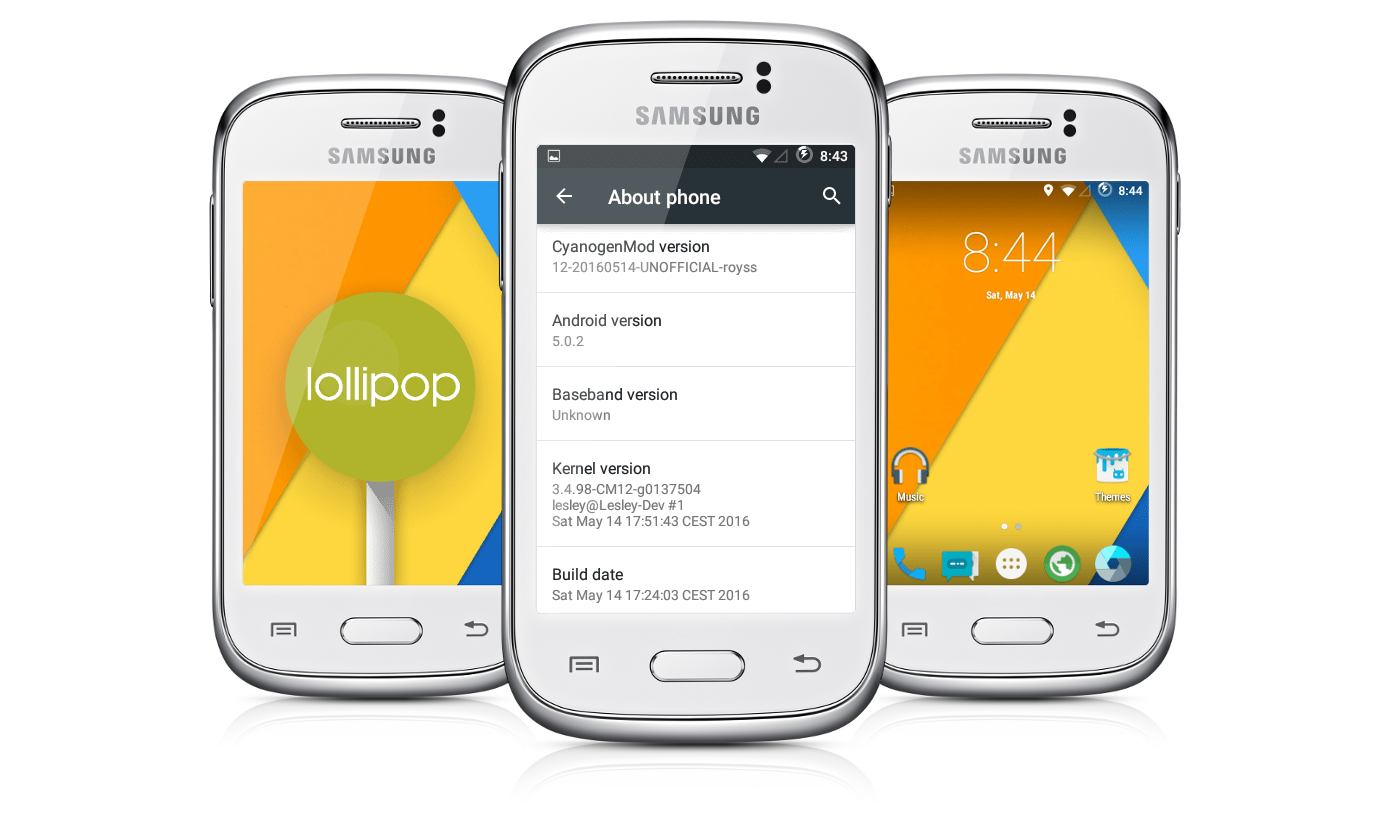 SAMSUNG
lollipop
SAMSUNG
8:43
About phone
CyanogenMod version
12-20160514-UNOFFICIAL-royss
Android version
5.0.2
Baseband version
Unknown
Kernel version
3.4.98-CM12-g0137504
lesley@Lesley-Dev #1
Sat May 14 17:51:43 CEST 2016
Build date
Sat May 14 17:24:03 CEST 2016
SAMSUNG
8:44
8:44
Sat, May 14
Music
Themes